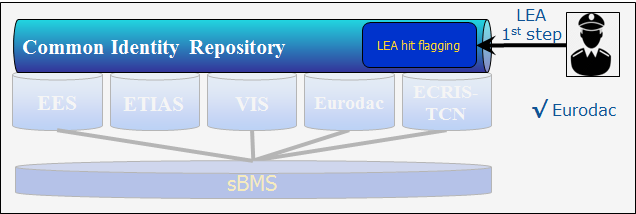 LEA
1st step
Common Identity Repository
LEA hit flagging
EES
ETIAS
VIS
Eurodac
ECRIS-
TCN
√ Eurodac
sBMS